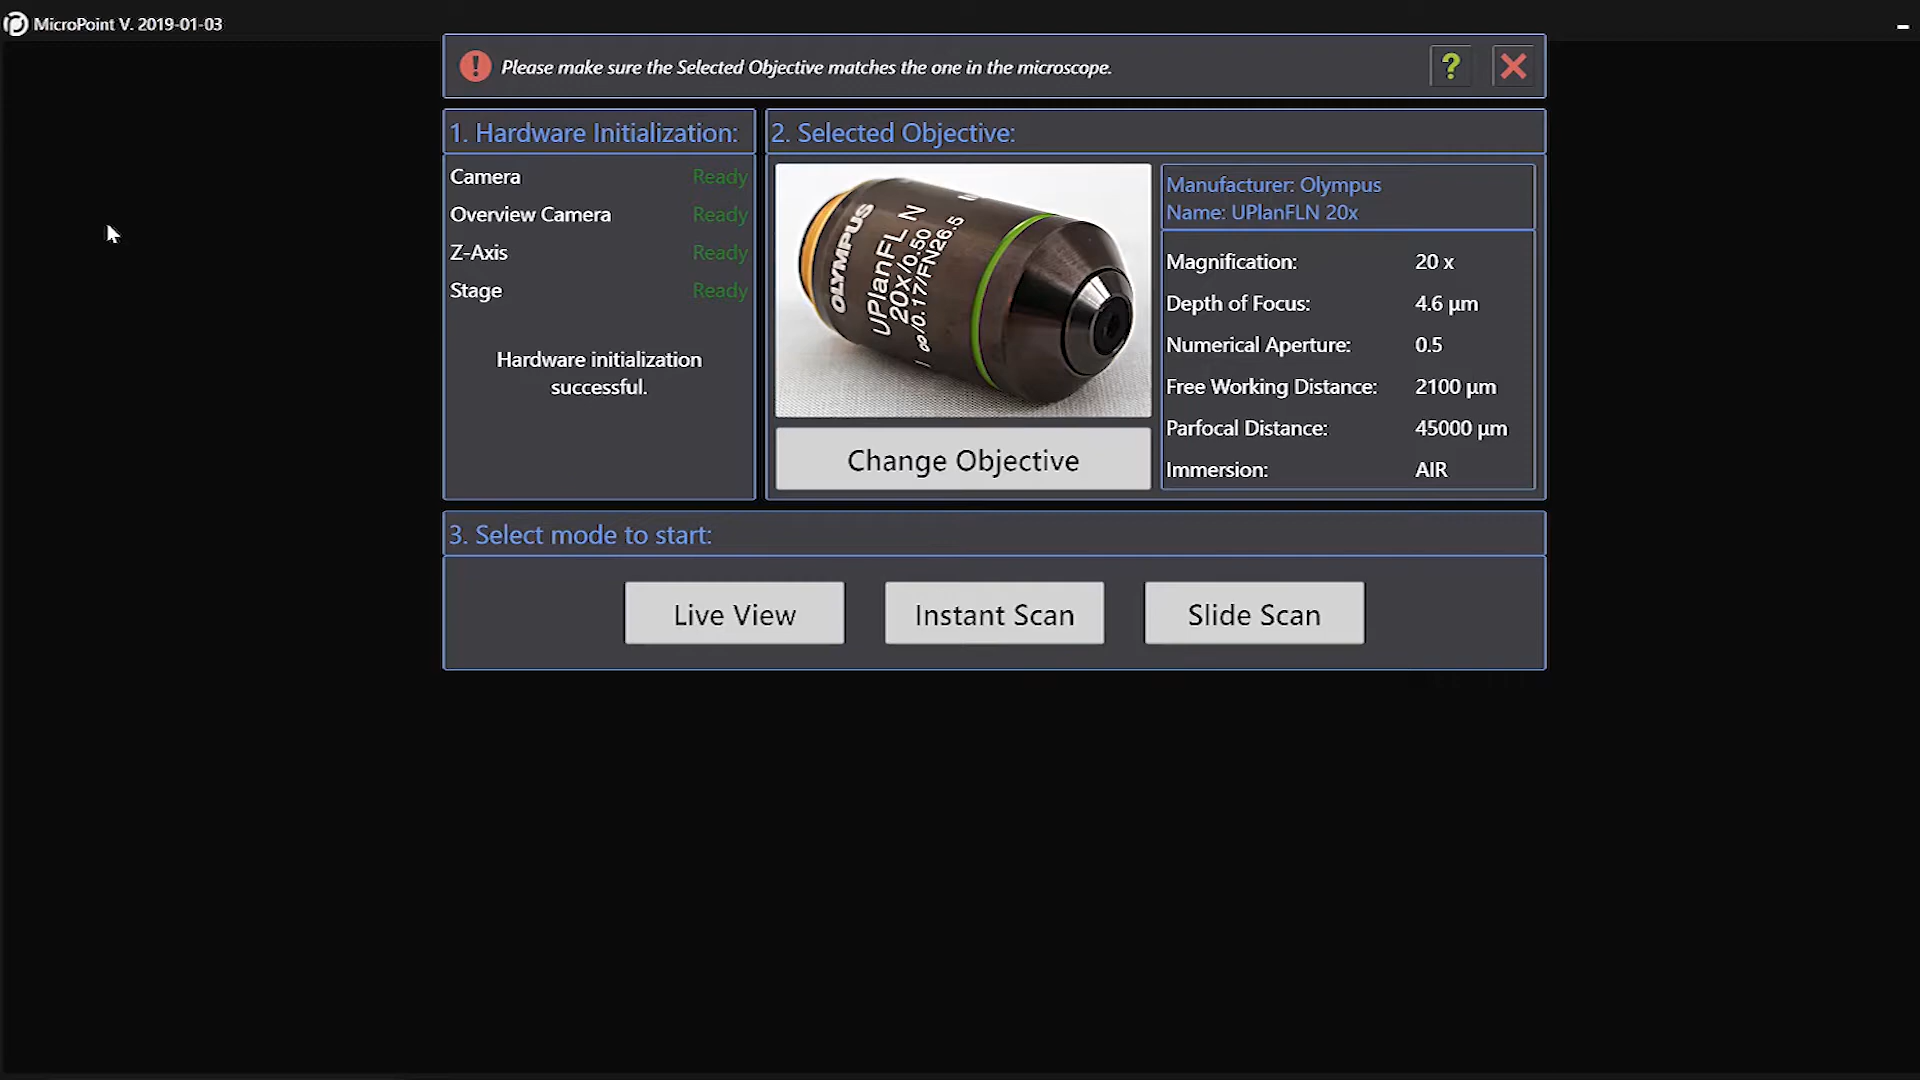 MicroPoint V. 2019-01-03
Please make sure the Selected Objective matches the one in the microscope.
?
1. Hardware Initialization:
Camera Ready
Overview Camera Ready
Z-Axis Ready
Stage Ready
Hardware initialization
successful.
2. Selected Objective:
OLYMPUS
UPlanFL N
20x/0.50
∞/0.17/FN26.5
Change Objective
Manufacturer: Olympus
Name: UPlanFLN 20x
Magnification: 20 x
Depth of Focus: 4.6 µm
Numerical Aperture: 0.5
Free Working Distance: 2100 µm
Parfocal Distance: 45000 µm
Immersion: AIR
3. Select mode to start:
Live View
Instant Scan
Slide Scan